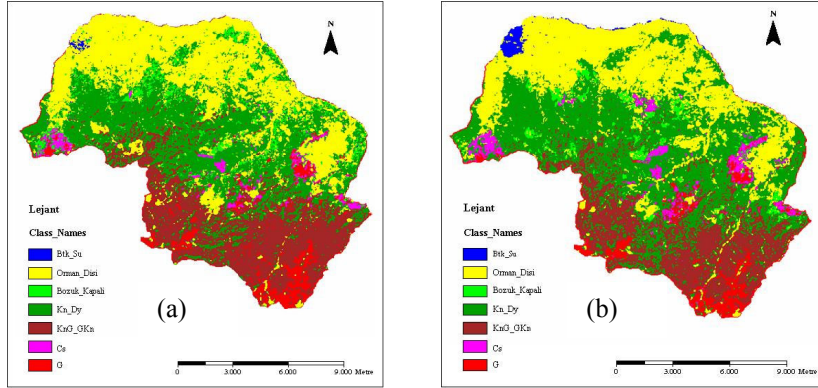 N
Lejant
Class_Names
Btk_Su
Orman_Disi
Bozuk_Kapali
Kn_Dy
KnG_GKn
Cs
G
(a)
0 3.000 6.000 9.000 Metre
N
Lejant
Class_Names
Btk_Su
Orman_Disi
Bozuk_Kapali
Kn_Dy
KnG_GKn
Cs
G
(b)
0 3.000 6.000 9.000 Metre